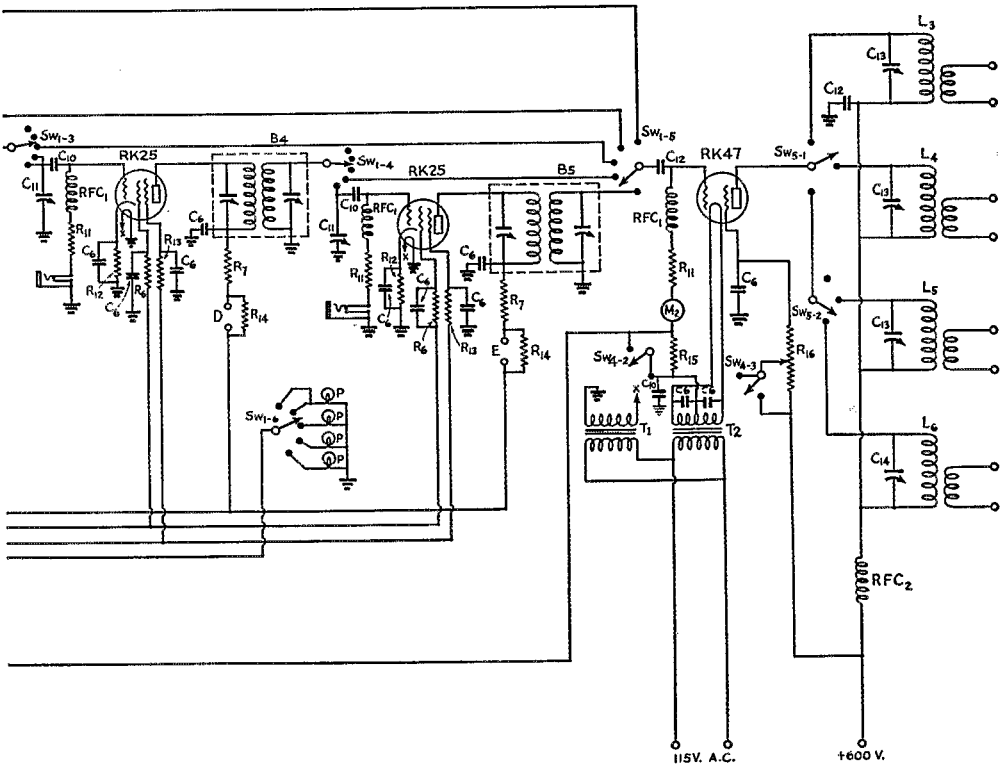 L3
C13
C12
Sw1-3
B4
Sw1-5
C10
RK25
C12
RK47
Sw5-1
L4
Sw1-4
RK25
B5
C11
RFC1
C10
RFC1
RFC1
C13
C11
R11
C6
R13
C6
C6
R12
C6
R6
R7
R11
R12
C6
C6
C6
R11
C6
Sw5-2
L5
R12
C6
R6
R13
R7
M2
C13
D
R14
E
R14
Sw4-2
R15
Sw4-3
R16
P
C10
X
C6
C6
Sw1-6
P
T1
T2
L6
P
P
C14
RFC2
115V. A.C.
+600 V.